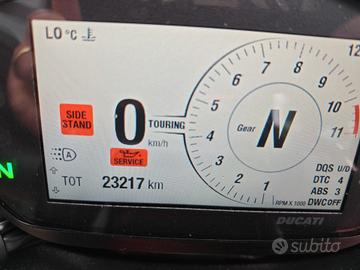 LO °C
SIDE STAND
0
km/h
TOURING
SERVICE
A
TOT 23217 km
N
Gear N
1
2
3
4
5
6
7
8
9
10
11
12
RPM X 1000
DQS U/D
DTC 4
ABS 3
DWC OFF
DUCATI
subito